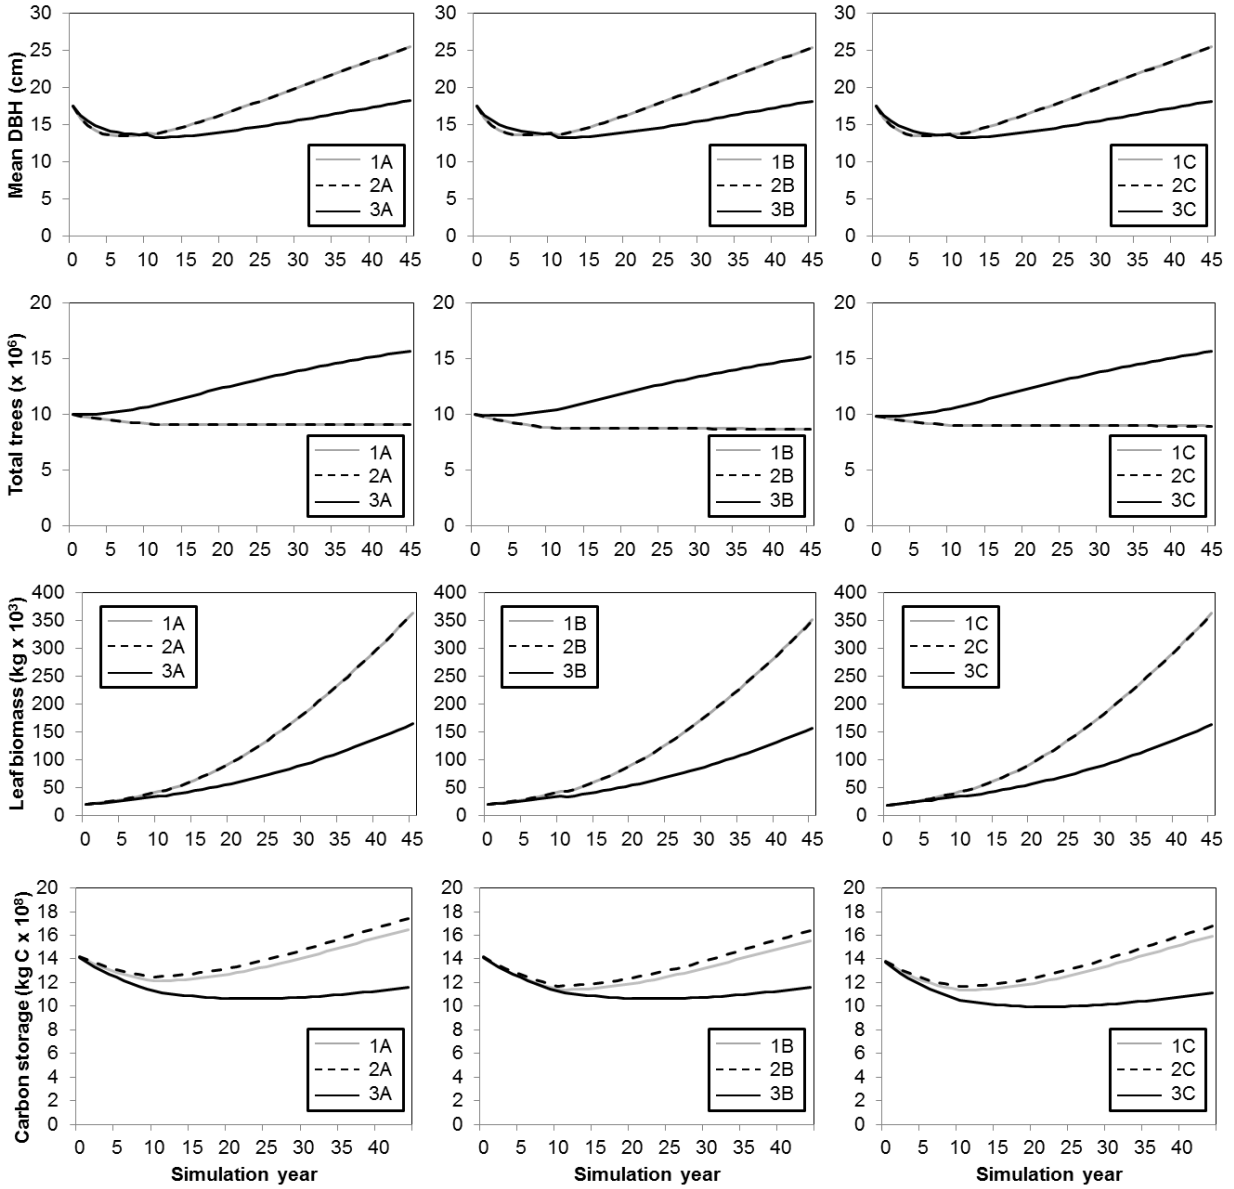 Mean DBH (cm)
30 25 20 15 10 5 0
0 5 10 15 20 25 30 35 40 45
1A
2A
3A
30 25 20 15 10 5 0
0 5 10 15 20 25 30 35 40 45
1B
2B
3B
30 25 20 15 10 5 0
0 5 10 15 20 25 30 35 40 45
1C
2C
3C
Total trees (x 10⁶)
20 15 10 5 0
0 5 10 15 20 25 30 35 40 45
1A
2A
3A
20 15 10 5 0
0 5 10 15 20 25 30 35 40 45
1B
2B
3B
20 15 10 5 0
0 5 10 15 20 25 30 35 40 45
1C
2C
3C
Leaf biomass (kg x 10³)
400 350 300 250 200 150 100 50 0
0 5 10 15 20 25 30 35 40 45
1A
2A
3A
400 350 300 250 200 150 100 50 0
0 5 10 15 20 25 30 35 40 45
1B
2B
3B
400 350 300 250 200 150 100 50 0
0 5 10 15 20 25 30 35 40 45
1C
2C
3C
Carbon storage (kg C x 10⁸)
20 18 16 14 12 10 8 6 4 2 0
0 5 10 15 20 25 30 35 40 45
1A
2A
3A
Simulation year
20 18 16 14 12 10 8 6 4 2 0
0 5 10 15 20 25 30 35 40 45
1B
2B
3B
Simulation year
20 18 16 14 12 10 8 6 4 2 0
0 5 10 15 20 25 30 35 40
1C
2C
3C
Simulation year